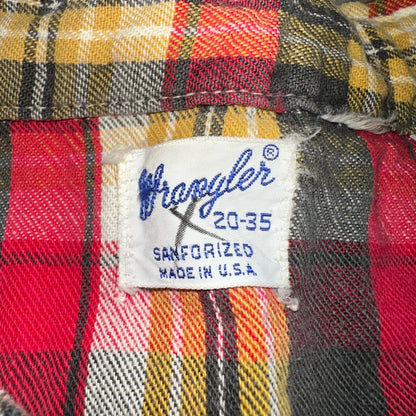 Wrangler®
20-35
SANFORIZED
MADE IN U.S.A.